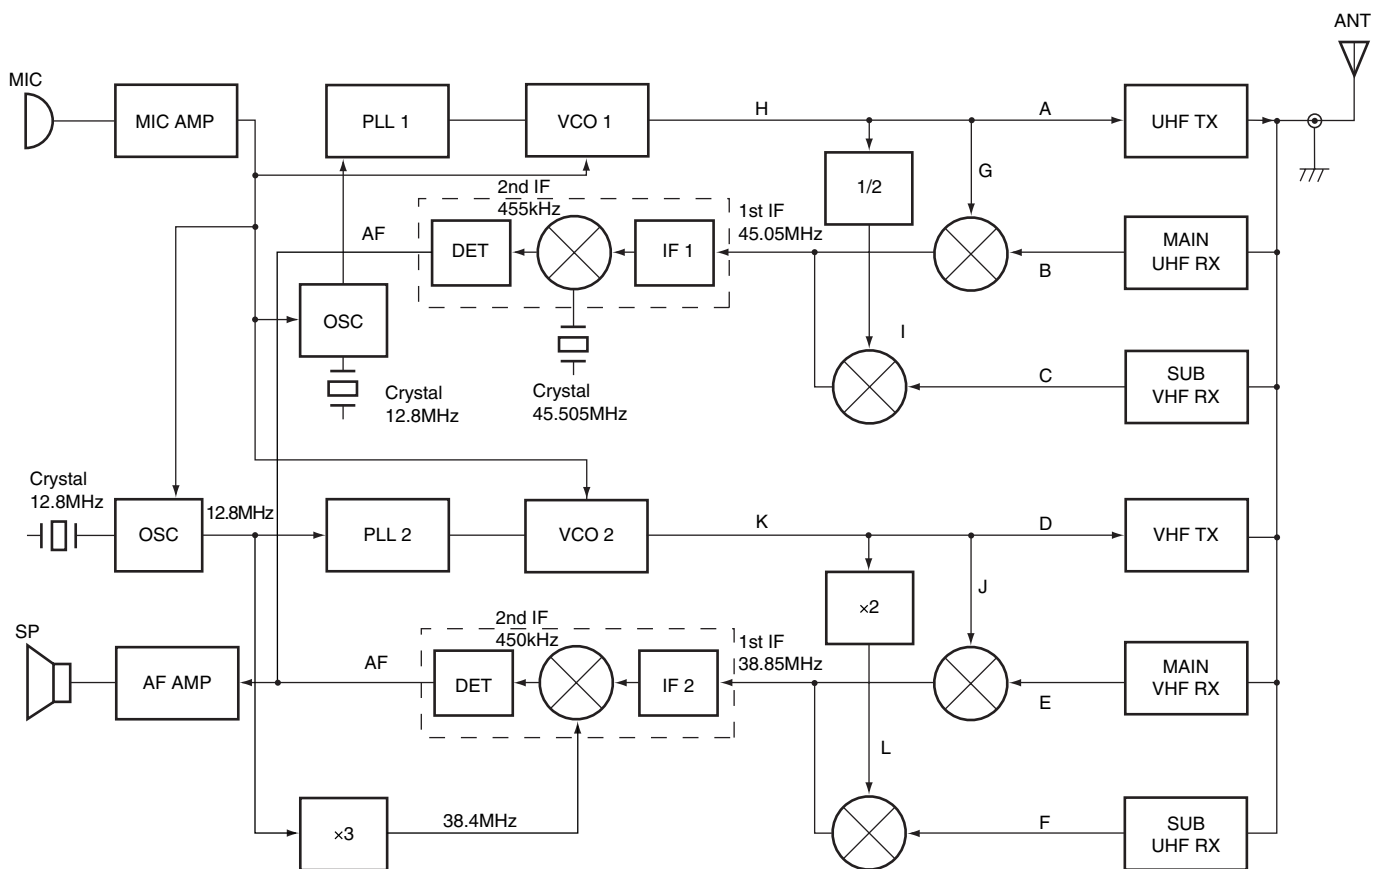 ANT
MIC
MIC AMP
PLL 1
VCO 1
H
A
UHF TX
1/2
G
2nd IF
455kHz
1st IF
45.05MHz
AF
DET
IF 1
B
MAIN
UHF RX
OSC
I
Crystal
12.8MHz
Crystal
45.505MHz
C
SUB
VHF RX
Crystal
12.8MHz
OSC
12.8MHz
PLL 2
VCO 2
K
D
VHF TX
×2
J
SP
2nd IF
450kHz
1st IF
38.85MHz
AF AMP
AF
DET
IF 2
E
MAIN
VHF RX
L
×3
38.4MHz
F
SUB
UHF RX